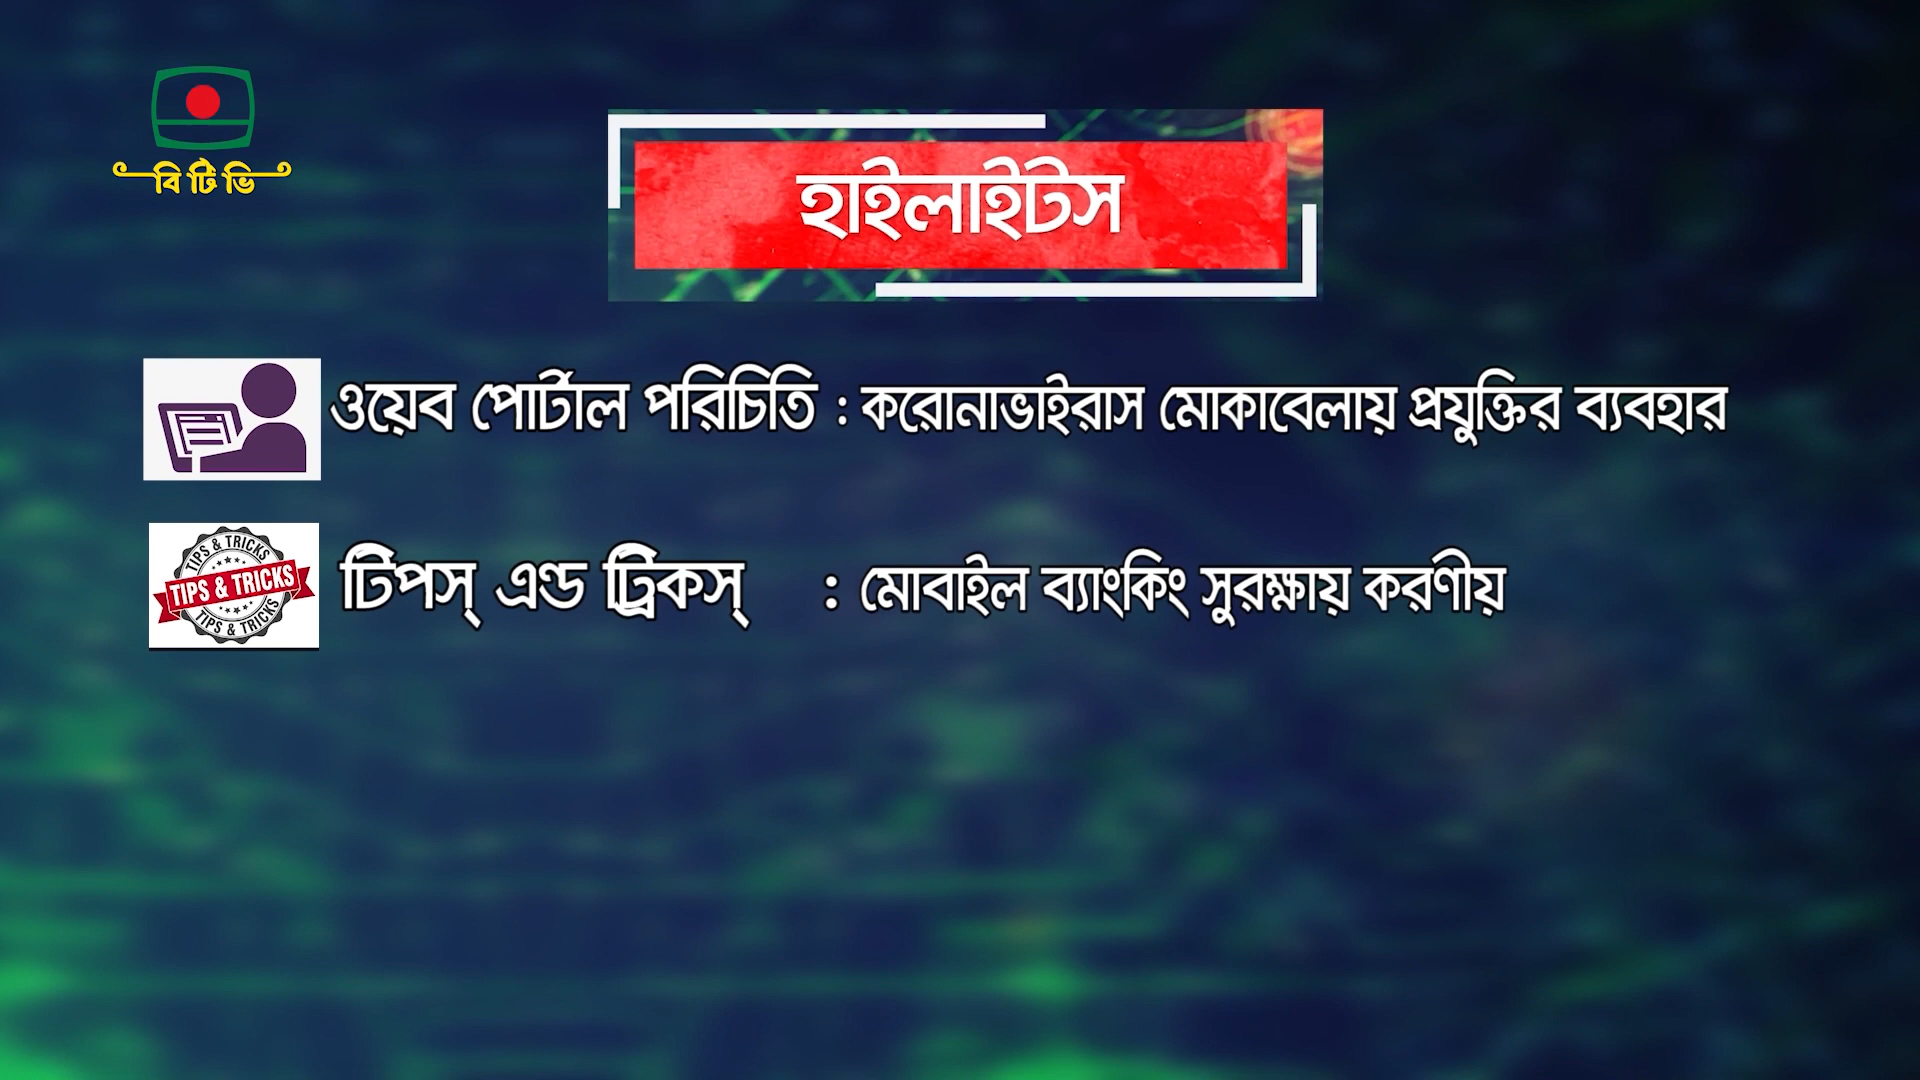 বিটিভি
হাইলাইটস
ওয়েব পোর্টাল পরিচিতি : করোনাভাইরাস মোকাবেলায় প্রযুক্তির ব্যবহার
TIPS & TRICKS
TIPS & TRICKS
TIPS & TRICKS
টিপস্ এন্ড ট্রিকস্ : মোবাইল ব্যাংকিং সুরক্ষায় করণীয়